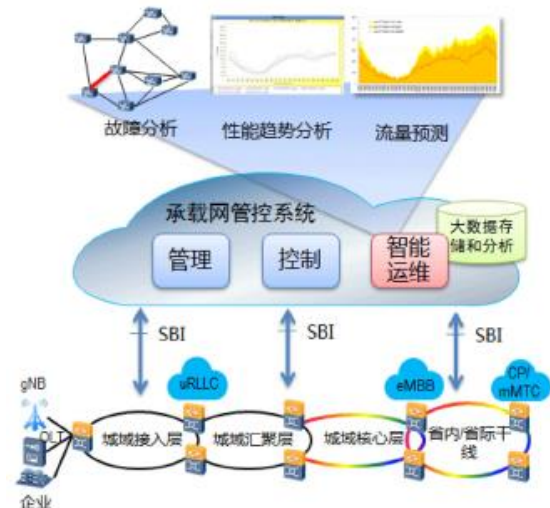 故障分析
性能趋势分析
流量预测
承载网管控系统
管理
控制
智能
运维
大数据存
储和分析
SBI
SBI
SBI
gNB
uRLLC
eMBB
CP/
mMTC
OLT
城域接入层
城域汇聚层
城域核心层
省内/省际干
线
企业